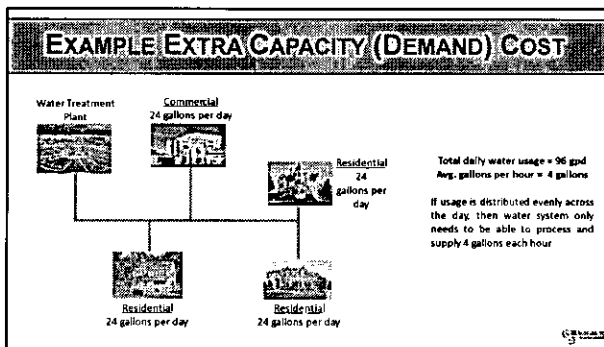 EXAMPLE EXTRA CAPACITY (DEMAND) COST
Water Treatment
Plant
Commercial
24 gallons per day
Residential
24
gallons per
day
Total daily water usage = 96 gpd
Avg. gallons per hour = 4 gallons
If usage is distributed evenly across
the day, then water system only
needs to be able to process and
supply 4 gallons each hour
Residential
24 gallons per day
Residential
24 gallons per day